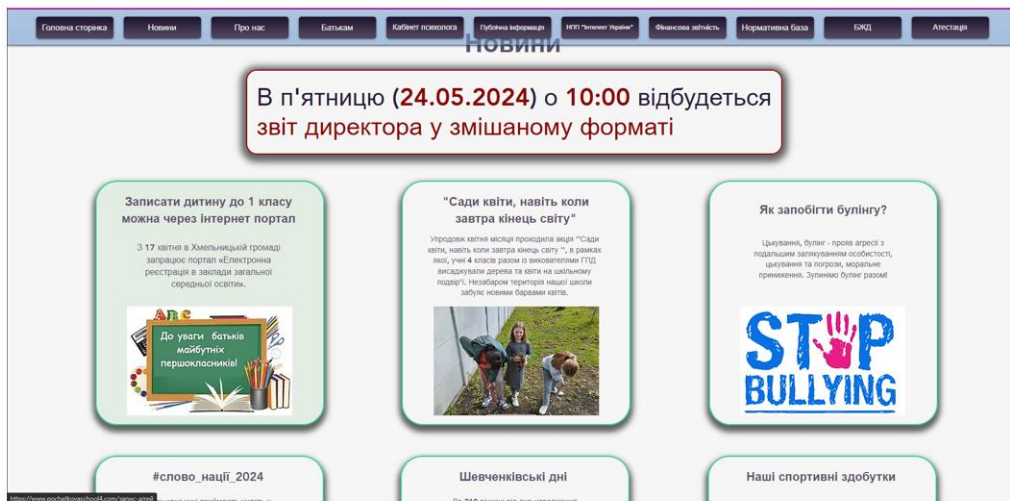 Головна сторінка
Новини
Про нас
Батькам
Кабінет психолога
Публічна інформація
НПП "Інтелект України"
Фінансова звітність
Нормативна база
БЖД
Атестація
Новини
В п'ятницю (24.05.2024) о 10:00 відбудеться
звіт директора у змішаному форматі
Записати дитину до 1 класу
можна через інтернет портал
З 17 квітня в Хмельницькій громаді
запрацює портал «Електронна
реєстрація в заклади загальної
середньої освіти».
ABC
До уваги батьків
майбутніх
першокласників!
"Сади квіти, навіть коли
завтра кінець світу"
Упродовж квітня місяця проходила акція "Сади
квіти, навіть коли завтра кінець світу ", в рамках
якої, учні 4 класів разом із вихователями ГПД
висаджували дерева та квіти на шкільному
подвір'ї. Незабаром територія нашої школи
забуяє новими барвами квітів.
Як запобігти булінгу?
Цькування, булінг - прояв агресії з
подальшим залякуванням особистості,
цькування та погрози, моральне
приниження. Зупинімо булінг разом!
STOP
BULLYING
#слово_нації_2024
Шевченківські дні
Наші спортивні здобутки